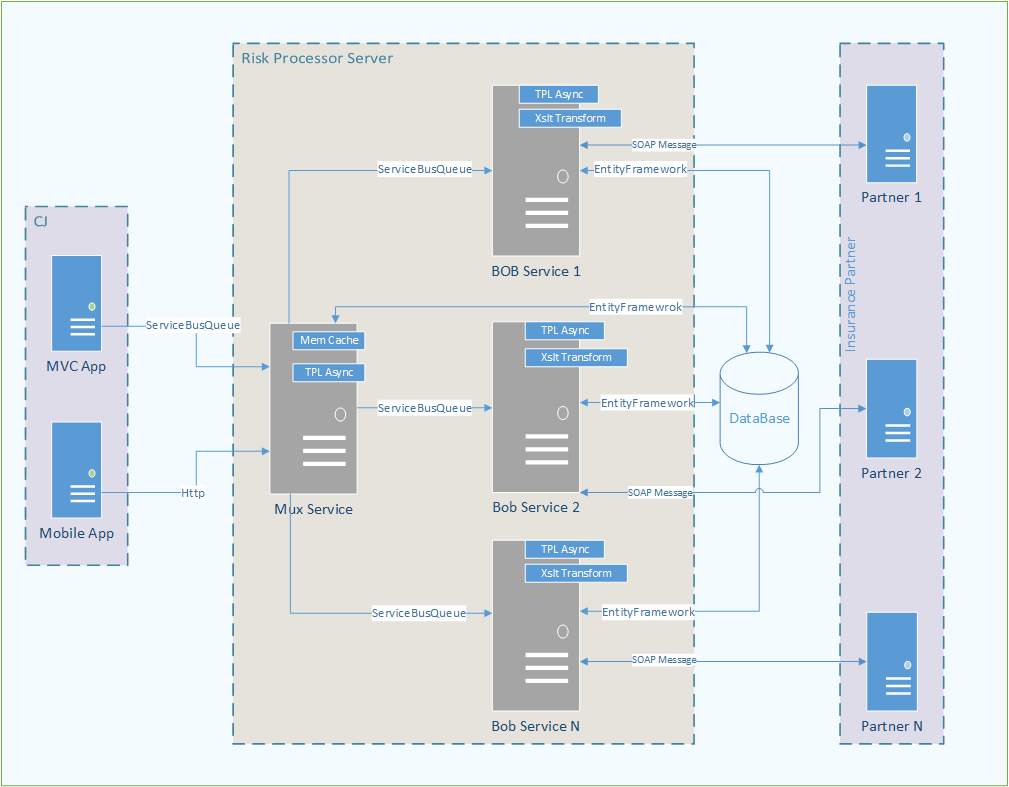 Risk Processor Server
TPL Async
Xslt Transform
SOAP Message
ServiceBusQueue
EntityFramework
Partner 1
CJ
BOB Service 1
Insurance Partner
EntityFramewrok
ServiceBusQueue
Mem Cache
TPL Async
TPL Async
Xslt Transform
MVC App
ServiceBusQueue
EntityFramework
DataBase
Partner 2
SOAP Message
Http
Mux Service
Bob Service 2
Mobile App
TPL Async
Xslt Transform
ServiceBusQueue
EntityFramework
SOAP Message
Bob Service N
Partner N